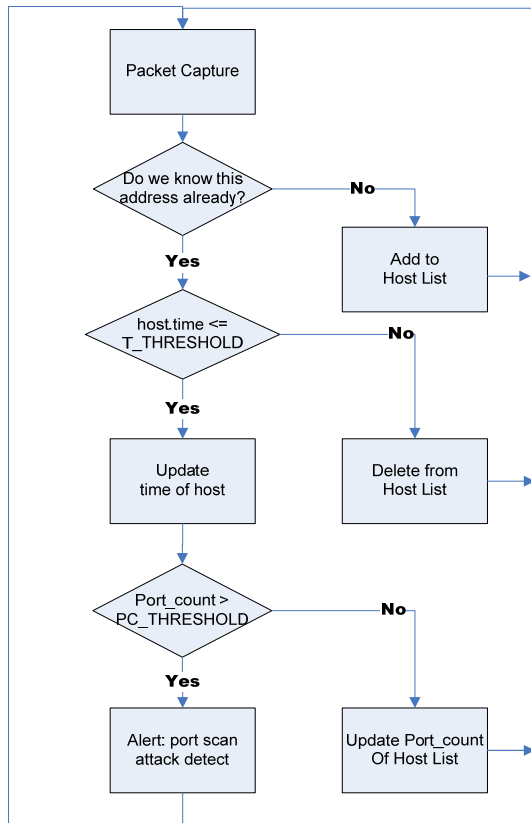 Packet Capture
Do we know this
address already?
No
Add to
Host List
Yes
host.time <=
T_THRESHOLD
No
Yes
Update
time of host
Delete from
Host List
Port_count >
PC_THRESHOLD
No
Yes
Alert: port scan
attack detect
Update Port_count
Of Host List